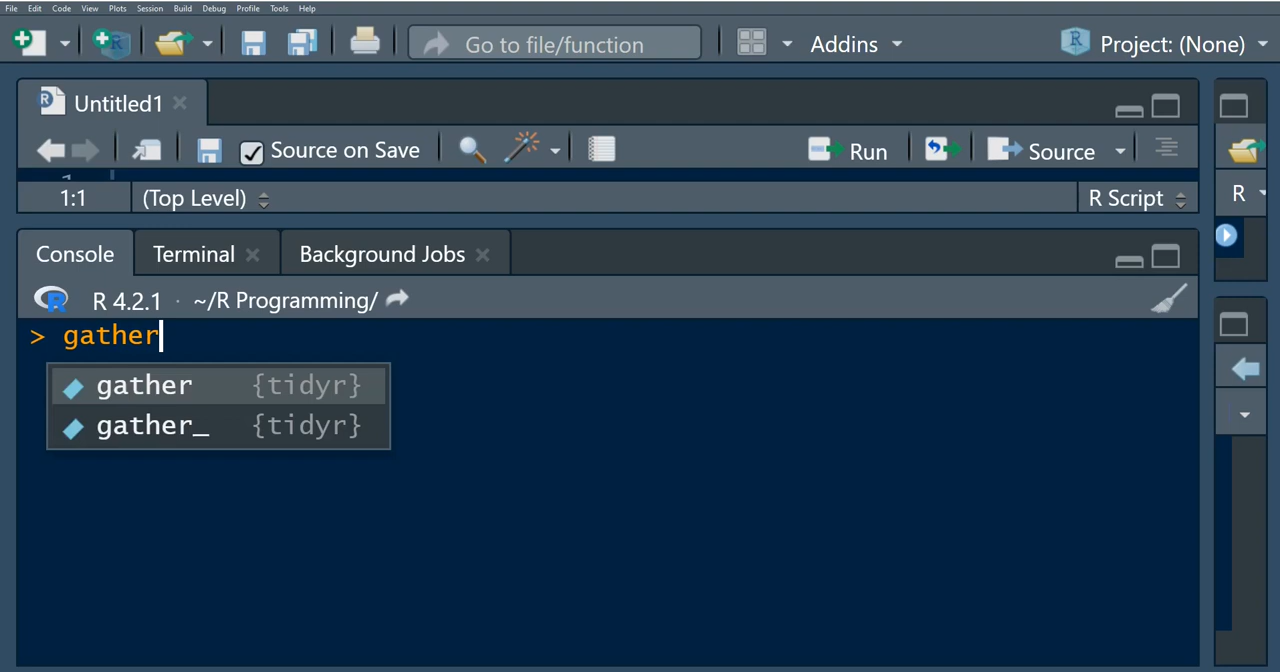 File Edit Code View Plots Session Build Debug Profile Tools Help
Go to file/function Addins Project: (None)
Untitled1
Source on Save Run Source
1
1:1 (Top Level) R Script R
Console Terminal Background Jobs
R 4.2.1 · ~/R Programming/
> gather
gather {tidyr}
gather_ {tidyr}